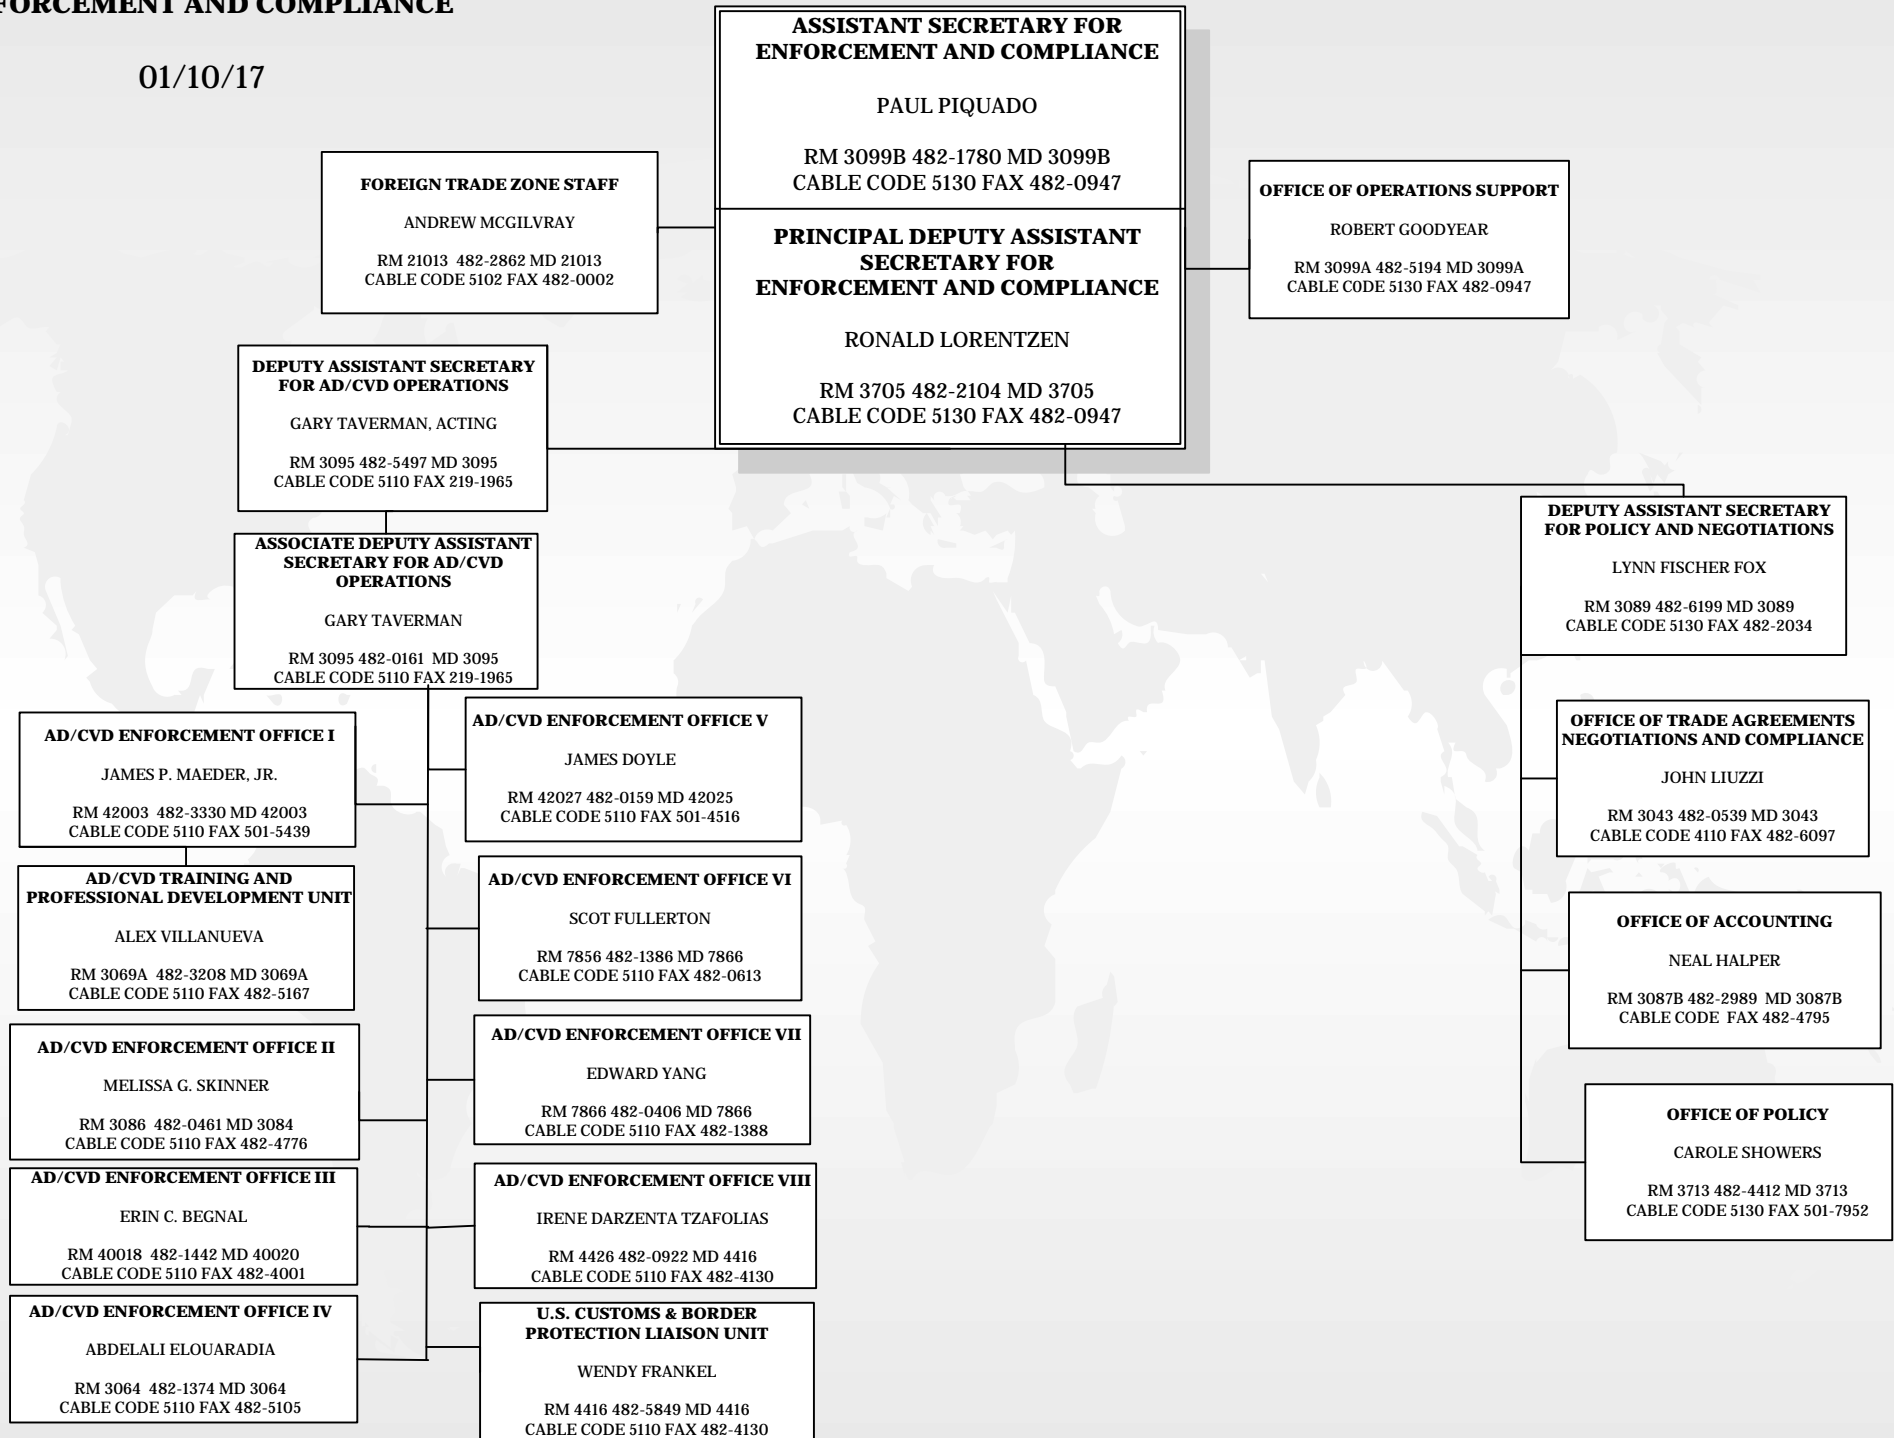 FORCEMENT AND COMPLIANCE
01/10/17
ASSISTANT SECRETARY FOR
ENFORCEMENT AND COMPLIANCE
PAUL PIQUADO
RM 3099B 482-1780 MD 3099B
CABLE CODE 5130 FAX 482-0947
PRINCIPAL DEPUTY ASSISTANT
SECRETARY FOR
ENFORCEMENT AND COMPLIANCE
RONALD LORENTZEN
RM 3705 482-2104 MD 3705
CABLE CODE 5130 FAX 482-0947
FOREIGN TRADE ZONE STAFF
ANDREW MCGILVRAY
RM 21013 482-2862 MD 21013
CABLE CODE 5102 FAX 482-0002
OFFICE OF OPERATIONS SUPPORT
ROBERT GOODYEAR
RM 3099A 482-5194 MD 3099A
CABLE C0DE 5130 FAX 482-0947
DEPUTY ASSISTANT SECRETARY
FOR AD/CVD OPERATIONS
GARY TAVERMAN, ACTING
RM 3095 482-5497 MD 3095
CABLE CODE 5110 FAX 219-1965
ASSOCIATE DEPUTY ASSISTANT
SECRETARY FOR AD/CVD
OPERATIONS
GARY TAVERMAN
RM 3095 482-0161 MD 3095
CABLE CODE 5110 FAX 219-1965
AD/CVD ENFORCEMENT OFFICE I
JAMES P. MAEDER, JR.
RM 42003 482-3330 MD 42003
CABLE CODE 5110 FAX 501-5439
AD/CVD TRAINING AND
PROFESSIONAL DEVELOPMENT UNIT
ALEX VILLANUEVA
RM 3069A 482-3208 MD 3069A
CABLE CODE 5110 FAX 482-5167
AD/CVD ENFORCEMENT OFFICE II
MELISSA G. SKINNER
RM 3086 482-0461 MD 3084
CABLE CODE 5110 FAX 482-4776
AD/CVD ENFORCEMENT OFFICE III
ERIN C. BEGNAL
RM 40018 482-1442 MD 40020
CABLE CODE 5110 FAX 482-4001
AD/CVD ENFORCEMENT OFFICE IV
ABDELALI ELOUARADIA
RM 3064 482-1374 MD 3064
CABLE CODE 5110 FAX 482-5105
AD/CVD ENFORCEMENT OFFICE V
JAMES DOYLE
RM 42027 482-0159 MD 42025
CABLE CODE 5110 FAX 501-4516
AD/CVD ENFORCEMENT OFFICE VI
SCOT FULLERTON
RM 7856 482-1386 MD 7866
CABLE CODE 5110 FAX 482-0613
AD/CVD ENFORCEMENT OFFICE VII
EDWARD YANG
RM 7866 482-0406 MD 7866
CABLE CODE 5110 FAX 482-1388
AD/CVD ENFORCEMENT OFFICE VIII
IRENE DARZENTA TZAFOLIAS
RM 4426 482-0922 MD 4416
CABLE CODE 5110 FAX 482-4130
U.S. CUSTOMS & BORDER
PROTECTION LIAISON UNIT
WENDY FRANKEL
RM 4416 482-5849 MD 4416
CABLE CODE 5110 FAX 482-4130
DEPUTY ASSISTANT SECRETARY
FOR POLICY AND NEGOTIATIONS
LYNN FISCHER FOX
RM 3089 482-6199 MD 3089
CABLE CODE 5130 FAX 482-2034
OFFICE OF TRADE AGREEMENTS
NEGOTIATIONS AND COMPLIANCE
JOHN LIUZZI
RM 3043 482-0539 MD 3043
CABLE CODE 4110 FAX 482-6097
OFFICE OF ACCOUNTING
NEAL HALPER
RM 3087B 482-2989 MD 3087B
CABLE CODE FAX 482-4795
OFFICE OF POLICY
CAROLE SHOWERS
RM 3713 482-4412 MD 3713
CABLE CODE 5130 FAX 501-7952